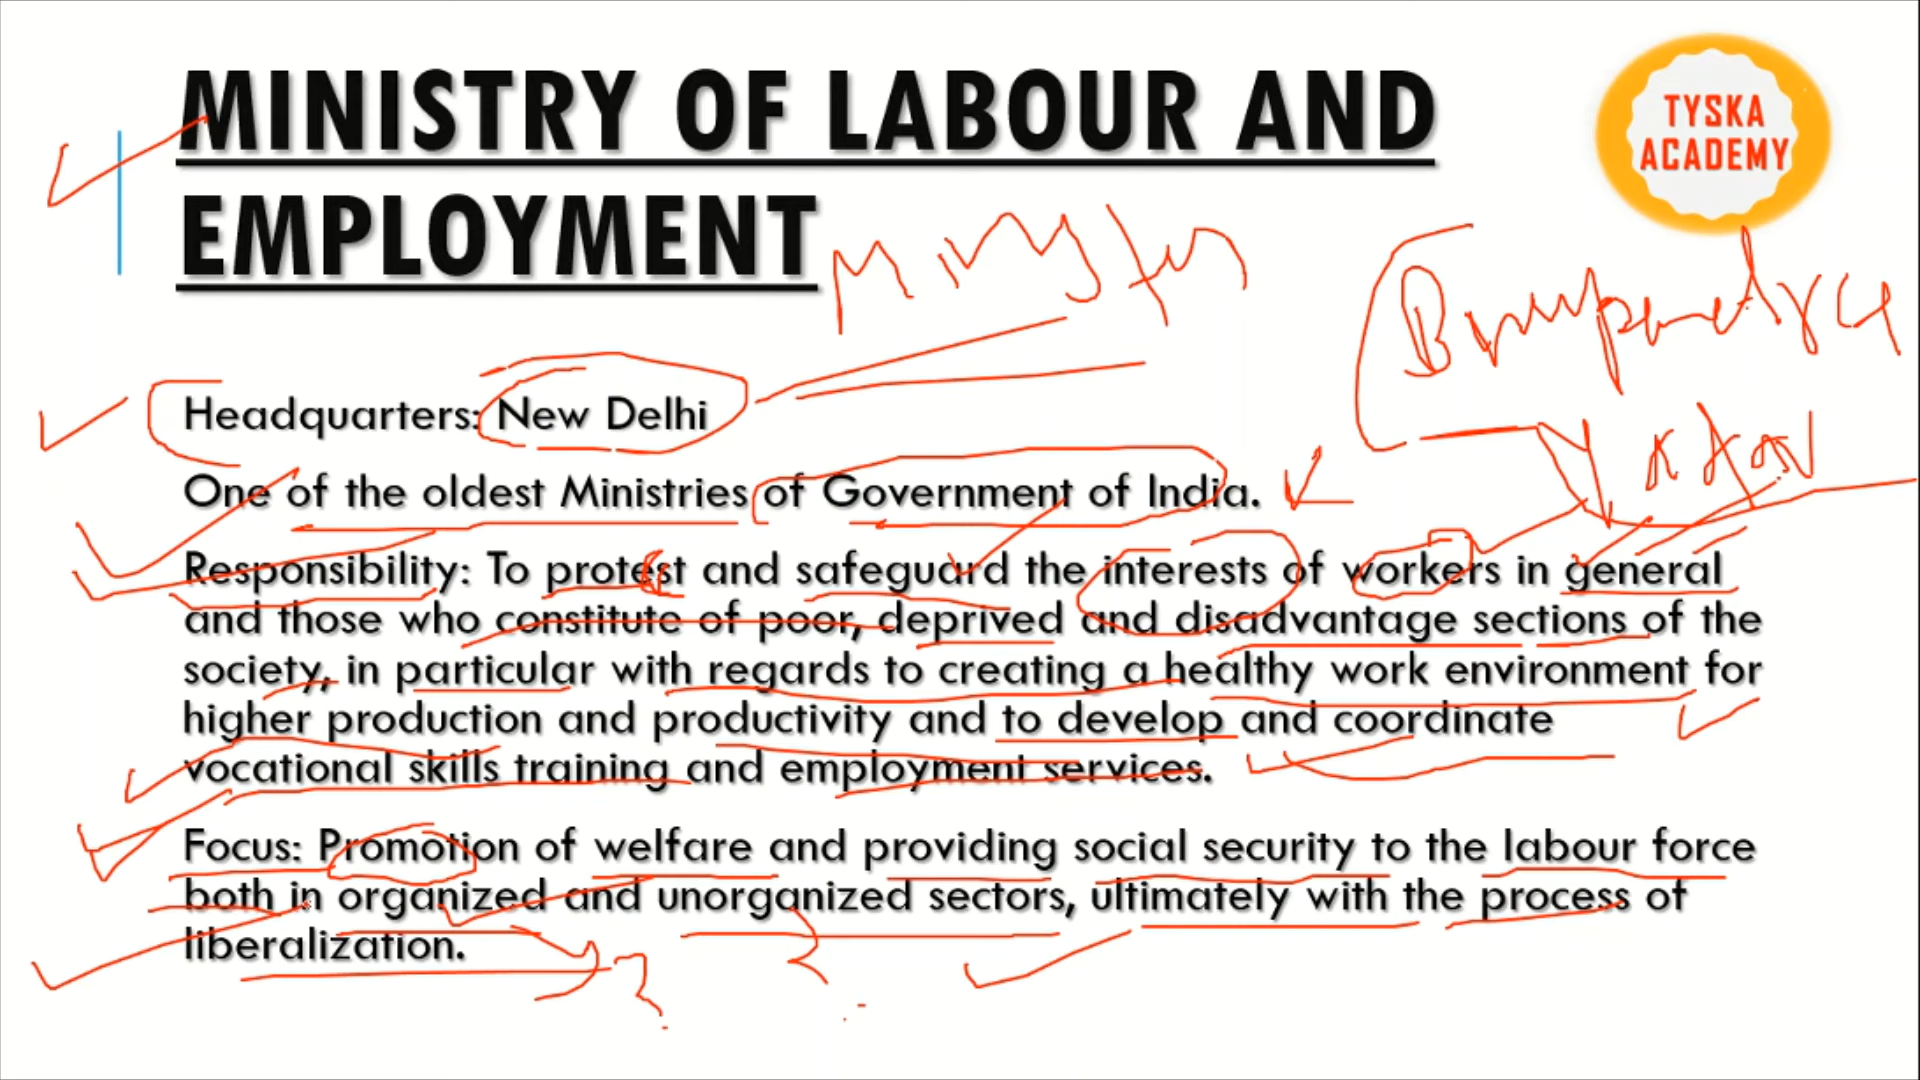 MINISTRY OF LABOUR AND
EMPLOYMENT
TYSKA
ACADEMY
Minister
Headquarters: New Delhi
One of the oldest Ministries of Government of India.
Responsibility: To protest and safeguard the interests of workers in general
and those who constitute of poor, deprived and disadvantage sections of the
society, in particular with regards to creating a healthy work environment for
higher production and productivity and to develop and coordinate
vocational skills training and employment services.
Focus: Promotion of welfare and providing social security to the labour force
both in organized and unorganized sectors, ultimately with the process of
liberalization.